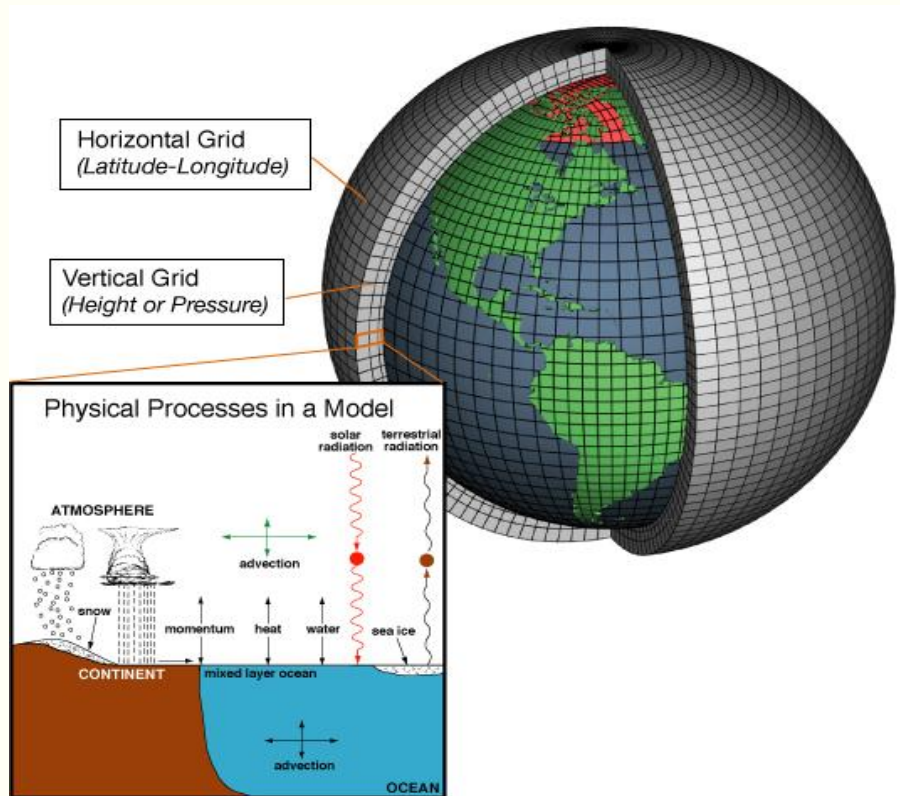 Horizontal Grid
(Latitude-Longitude)
Vertical Grid
(Height or Pressure)
Physical Processes in a Model
solar
radiation
terrestrial
radiation
ATMOSPHERE
advection
snow
momentum
heat
water
sea ice
CONTINENT
mixed layer ocean
advection
OCEAN